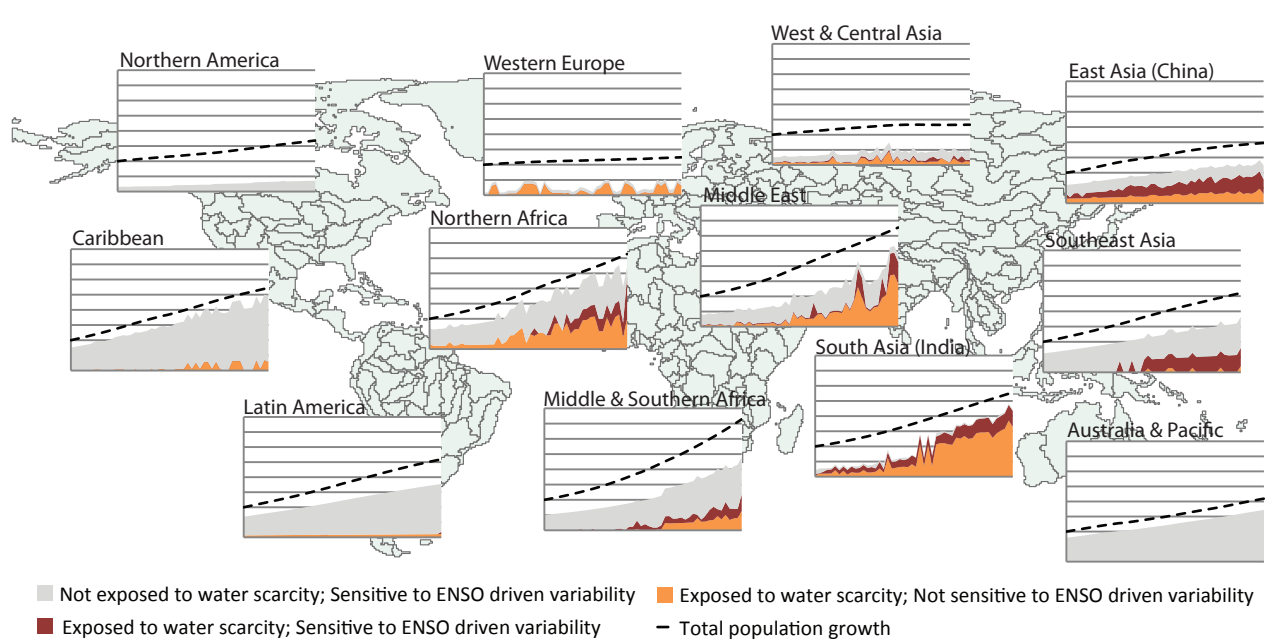 West & Central Asia
Northern America
Western Europe
East Asia (China)
Middle East
Northern Africa
Caribbean
Southeast Asia
South Asia (India)
Middle & Southern Africa
Latin America
Australia & Pacific
Not exposed to water scarcity; Sensitive to ENSO driven variability
Exposed to water scarcity; Not sensitive to ENSO driven variability
Exposed to water scarcity; Sensitive to ENSO driven variability
Total population growth